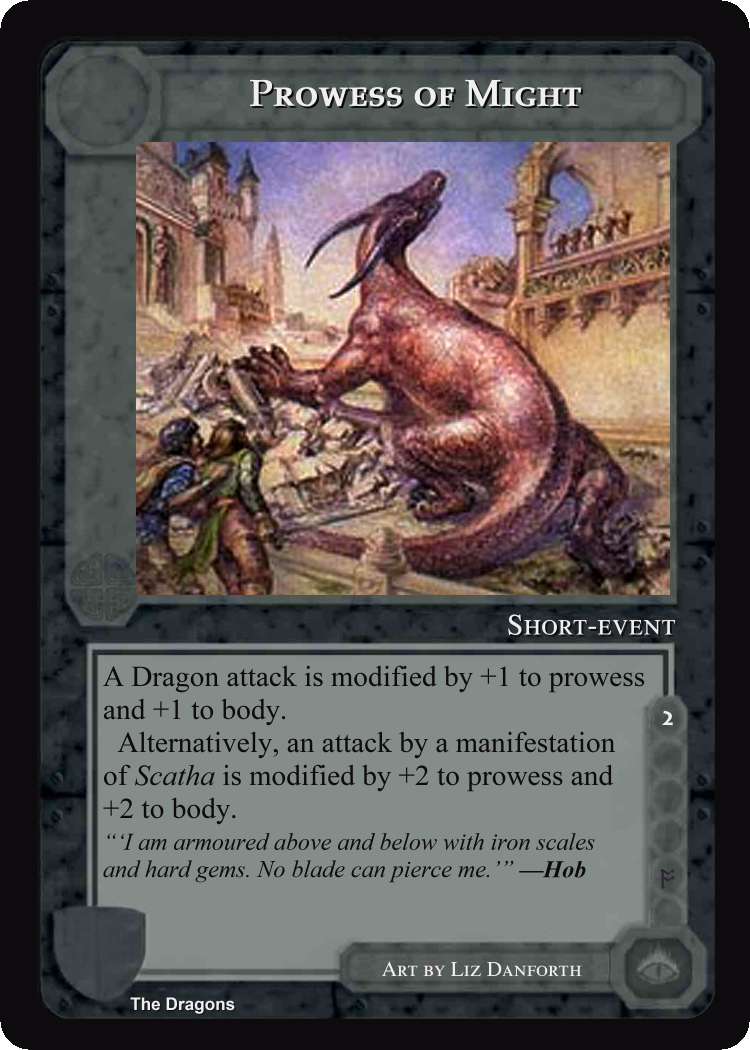 Prowess of Might
Short-event
A Dragon attack is modified by +1 to prowess
and +1 to body.
Alternatively, an attack by a manifestation
of Scatha is modified by +2 to prowess and
+2 to body.
“‘I am armoured above and below with iron scales
and hard gems. No blade can pierce me.’” —Hob
2
ᚩ
Art by Liz Danforth
The Dragons